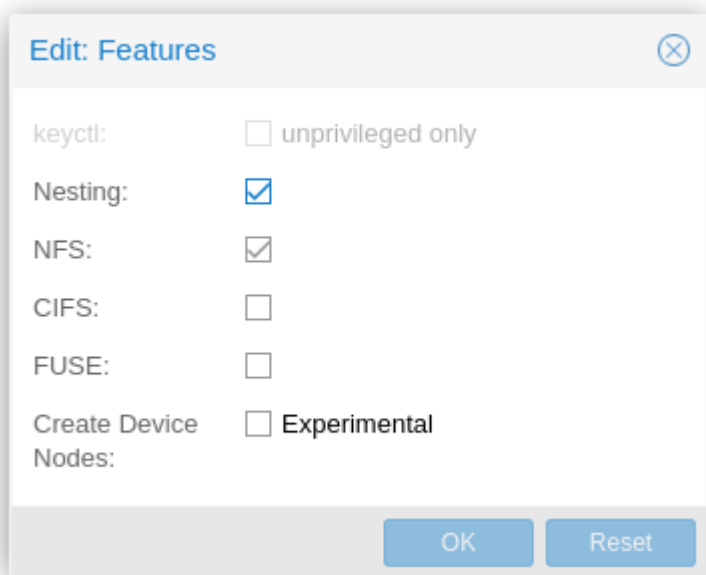 Edit: Features
keyctl: unprivileged only
Nesting:
NFS:
CIFS:
FUSE:
Create Device Experimental
Nodes:
OK Reset